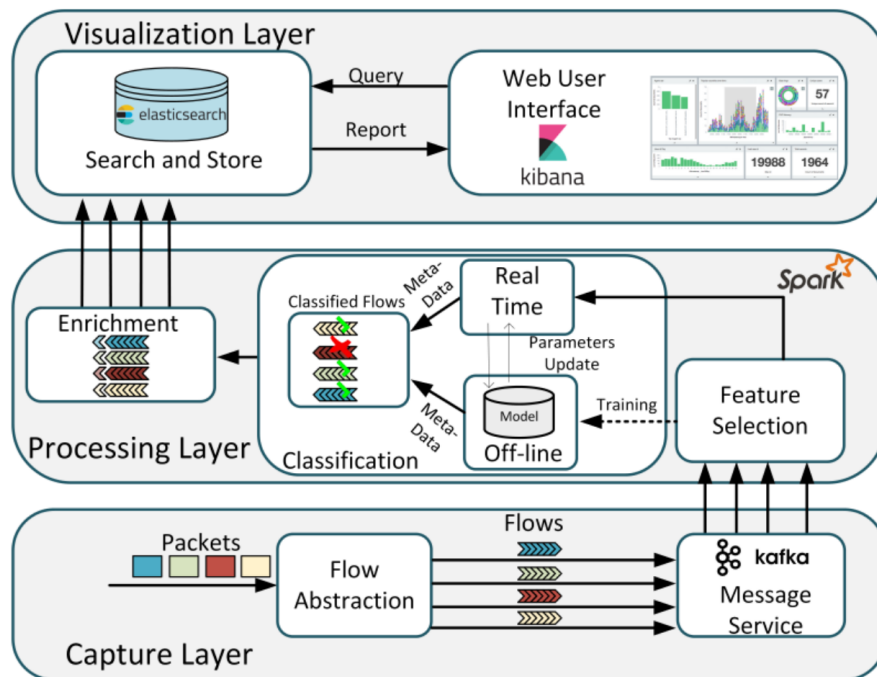 Visualization Layer
elasticsearch
Search and Store
Query
Report
Web User
Interface
kibana
57
19988
1964
Spark
Enrichment
Processing Layer
Classified Flows
Meta-
Data
Real
Time
Parameters
Update
Meta-
Data
Model
Off-line
Classification
Training
Feature
Selection
Packets
Flow
Abstraction
Flows
kafka
Message
Service
Capture Layer